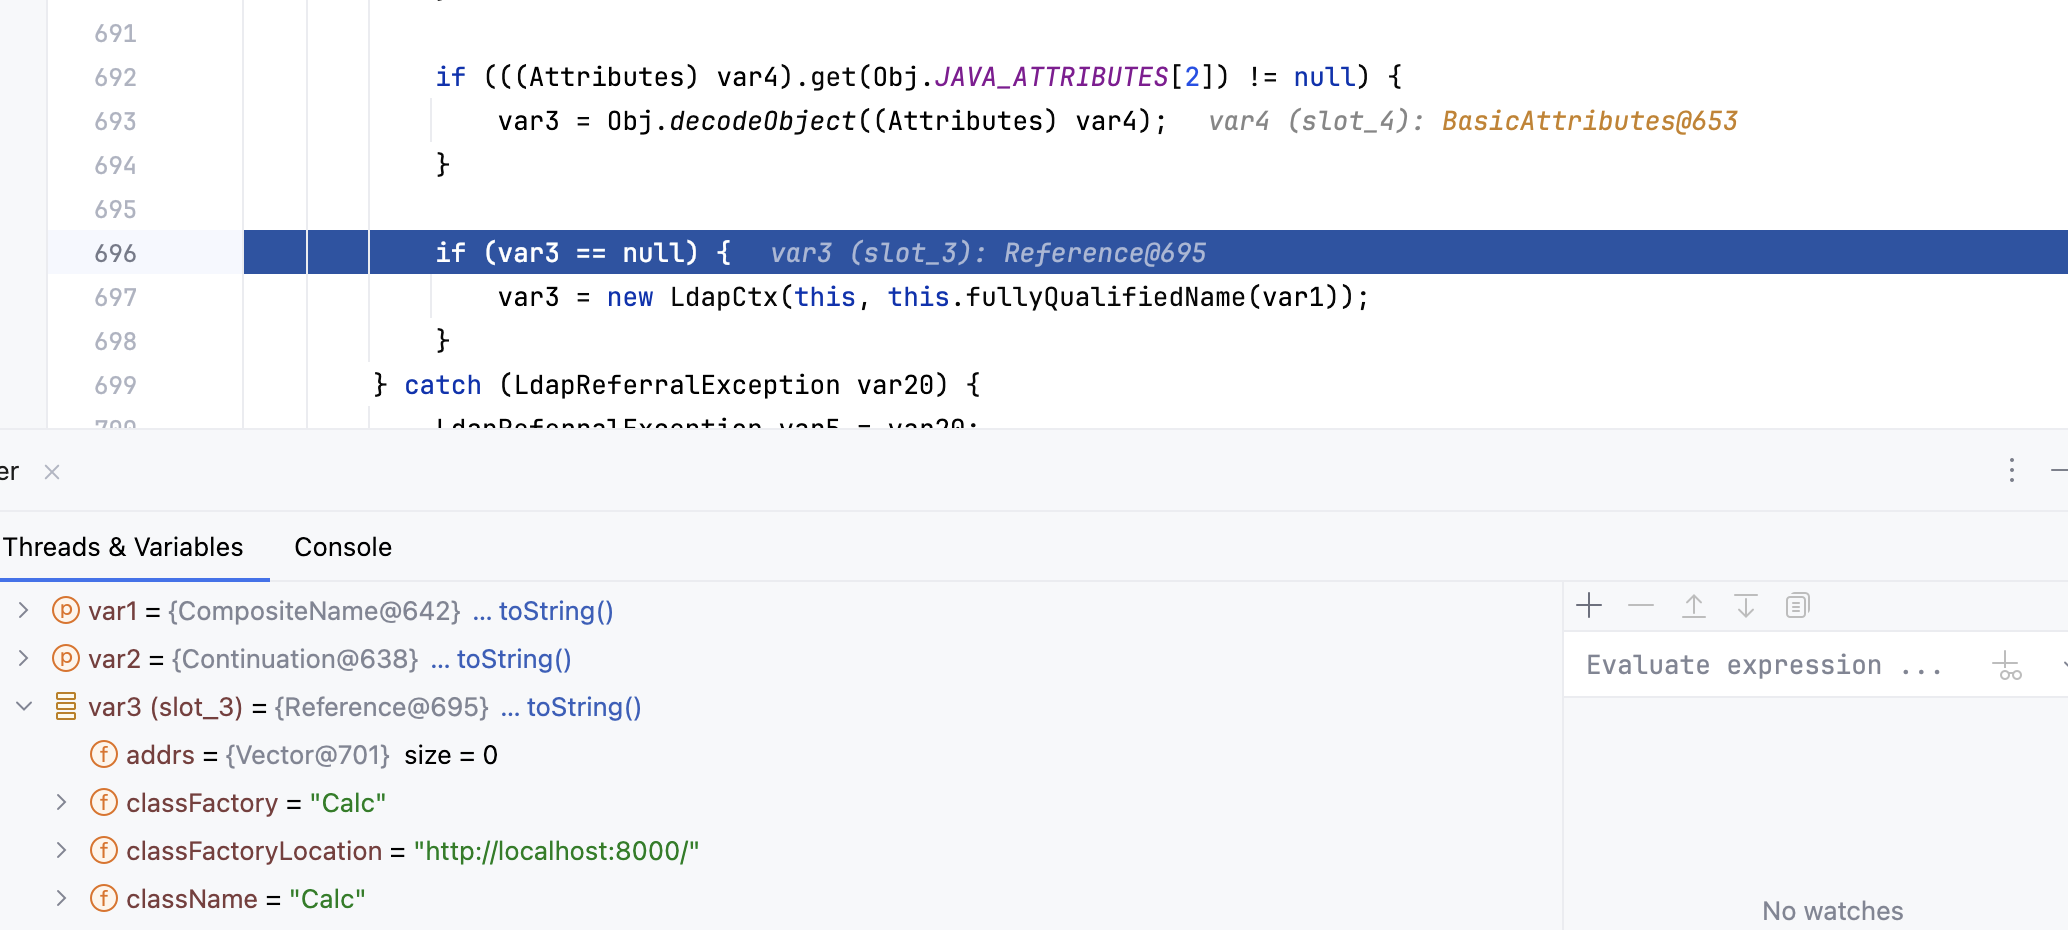 691
692 if (((Attributes) var4).get(Obj.JAVA_ATTRIBUTES[2]) != null) {
693 var3 = Obj.decodeObject((Attributes) var4); var4 (slot_4): BasicAttributes@653
694 }
695
696 if (var3 == null) { var3 (slot_3): Reference@695
697 var3 = new LdapCtx(this, this.fullyQualifiedName(var1));
698 }
699 } catch (LdapReferralException var20) {
700 LdapReferralException var5 = var20;
er
Threads & Variables Console
var1 = {CompositeName@642} ... toString()
var2 = {Continuation@638} ... toString()
var3 (slot_3) = {Reference@695} ... toString()
addrs = {Vector@701} size = 0
classFactory = "Calc"
classFactoryLocation = "http://localhost:8000/"
className = "Calc"
Evaluate expression ...
No watches